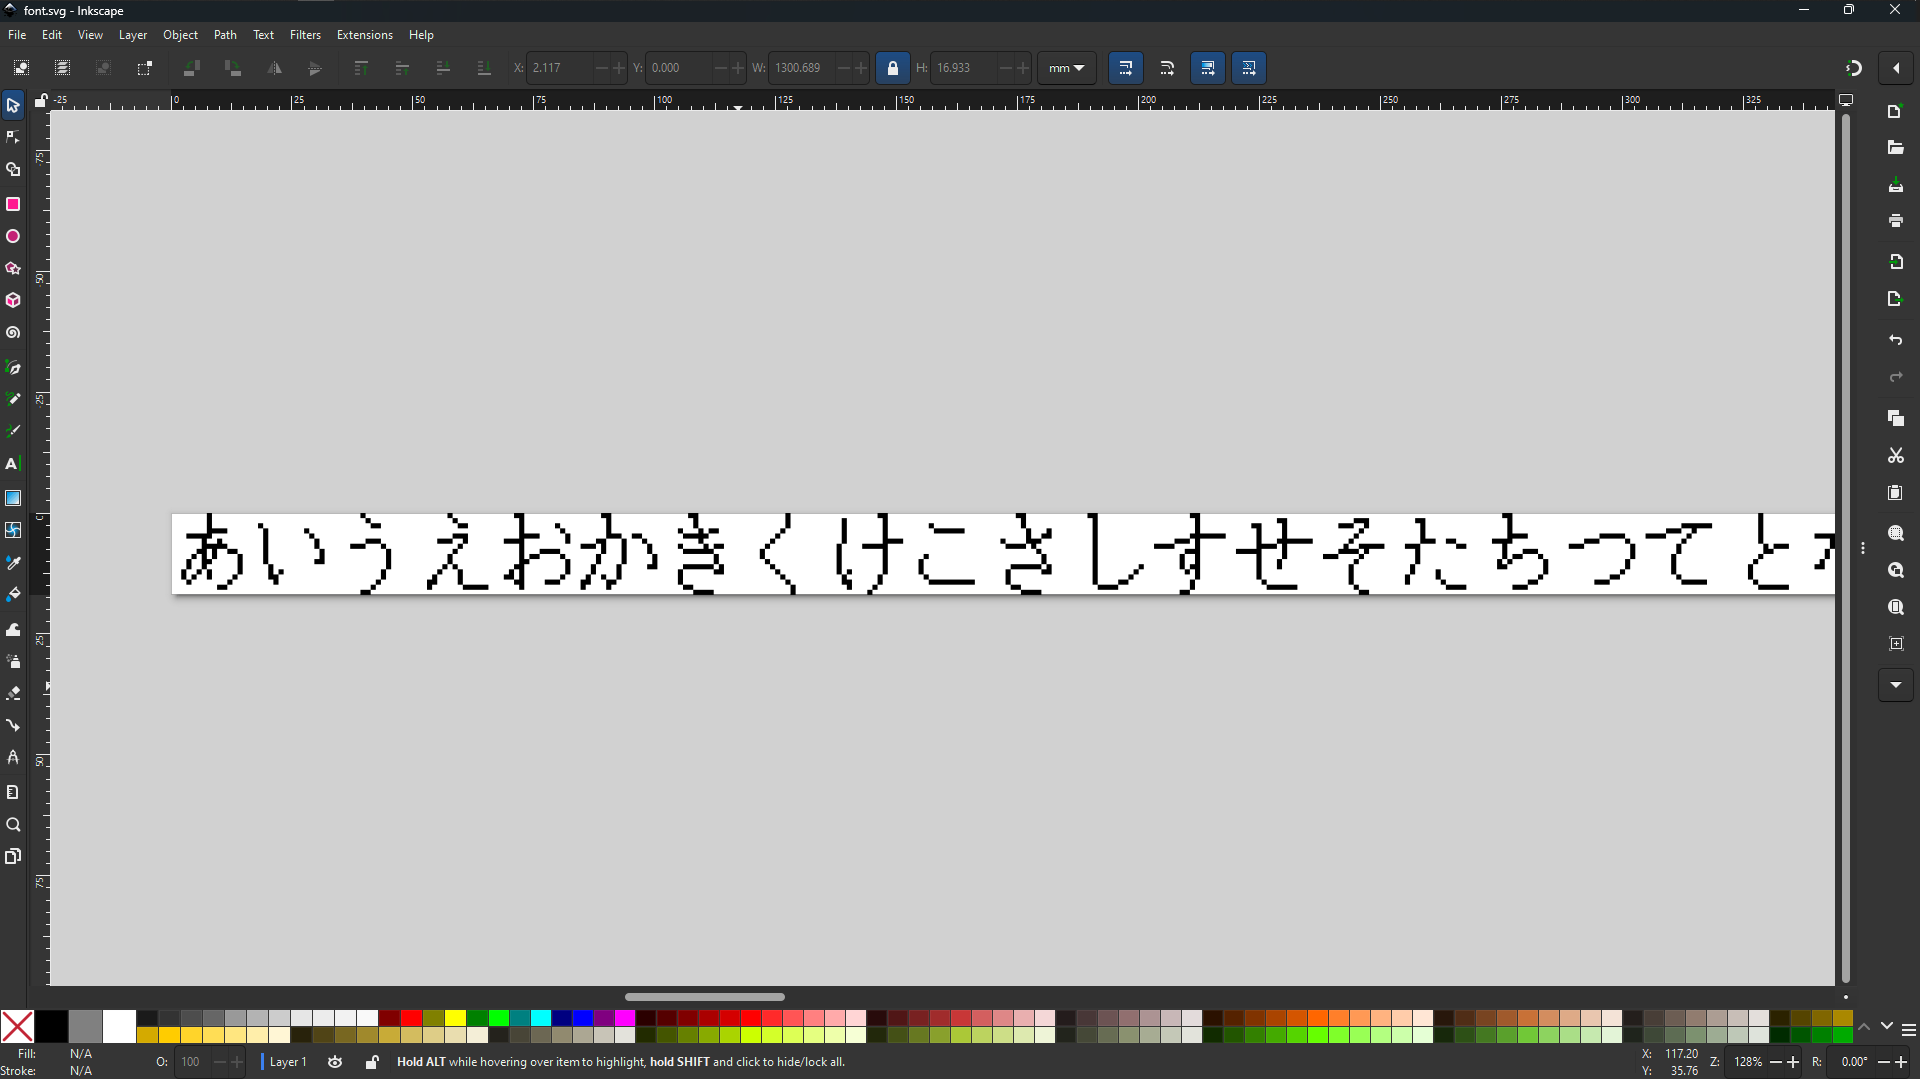 font.svg - Inkscape
File Edit View Layer Object Path Text Filters Extensions Help
X: 2.117 Y: 0.000 W: 1300.689 H: 16.933 mm
-25 0 25 50 75 100 125 150 175 200 225 250 275 300 325
-75
-50
-25
0
25
50
75
あいうえおかきくけこさしすせそたちつてと
Fill: N/A
Stroke: N/A
O: 100
Layer 1
Hold ALT while hovering over item to highlight, hold SHIFT and click to hide/lock all.
X: 117.20
Y: 35.76
Z: 128%
R: 0.00°